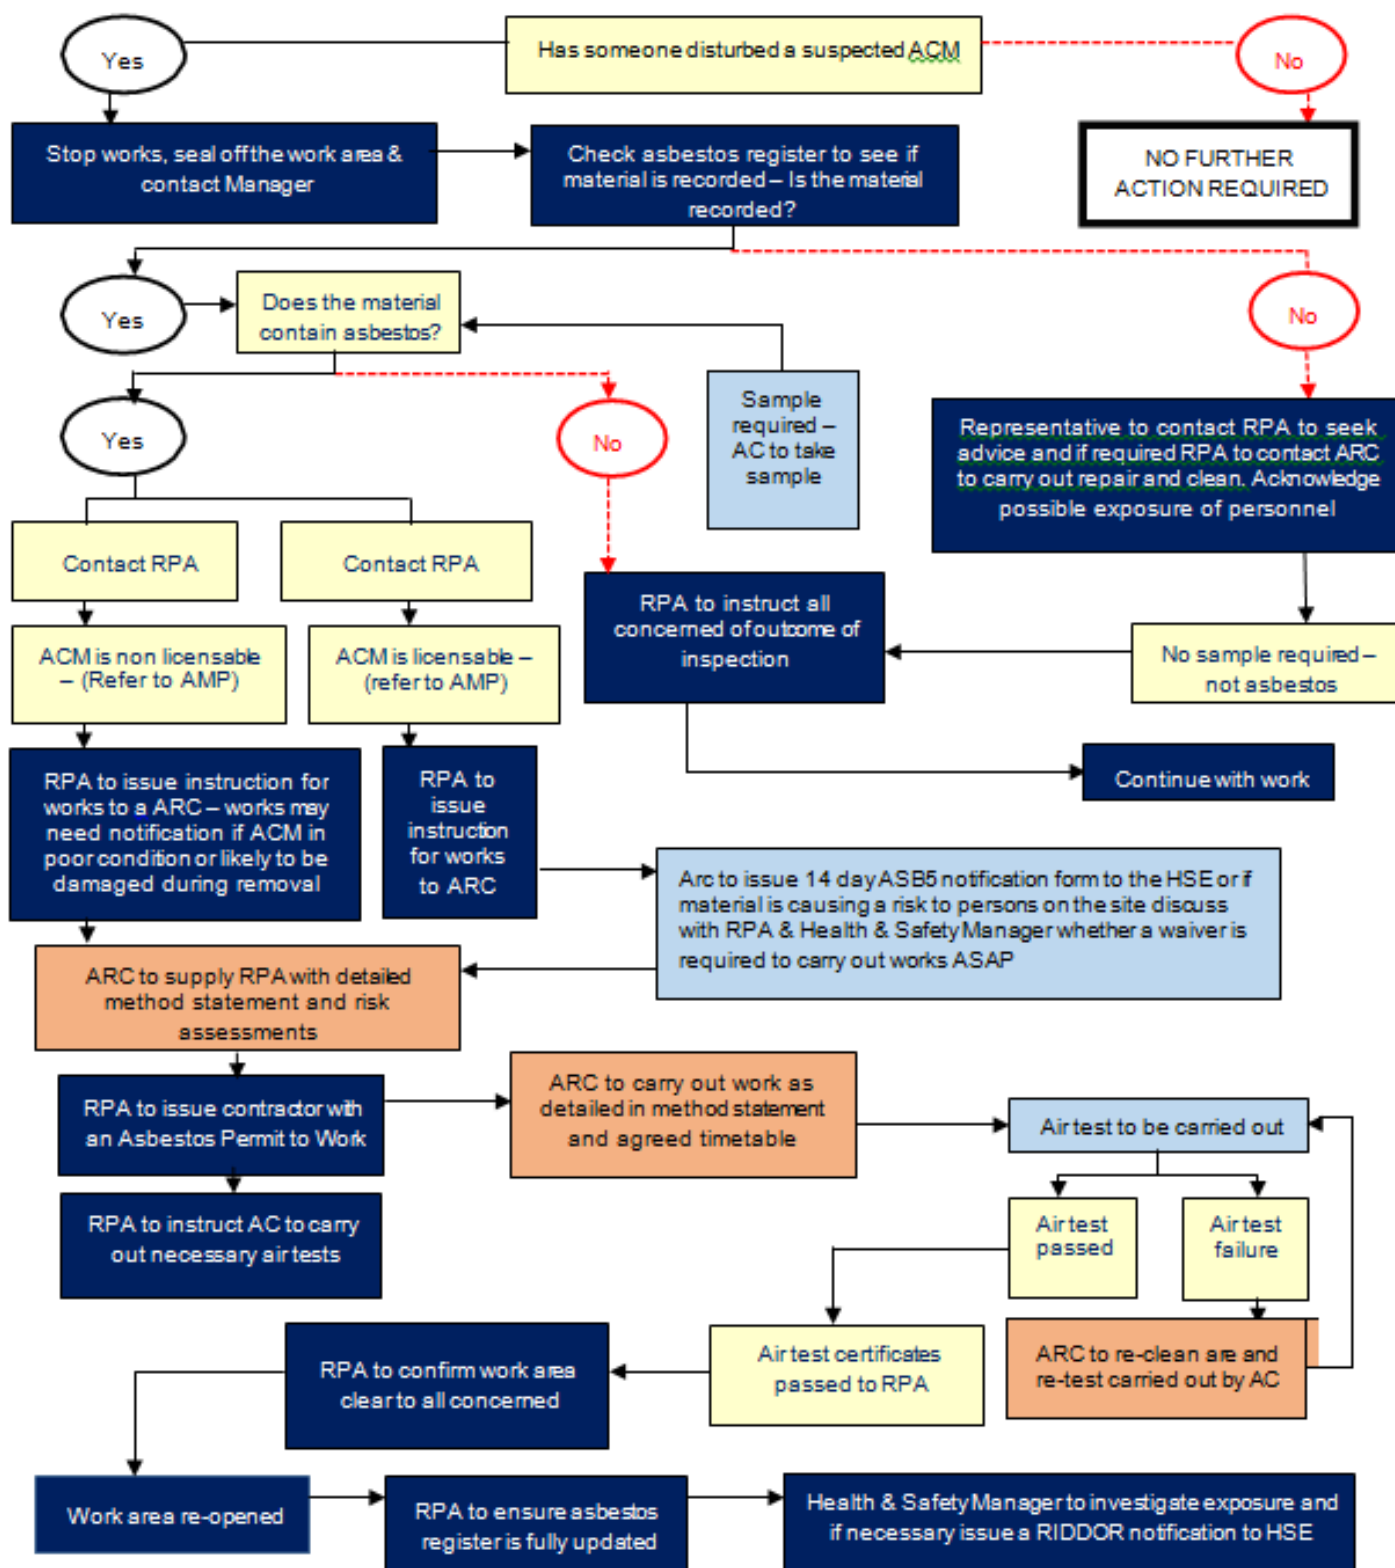 Yes
Has someone disturbed a suspected ACM
No
Stop works, seal off the work area &
contact Manager
Check asbestos register to see if
material is recorded – Is the material
recorded?
NO FURTHER
ACTION REQUIRED
Yes
Does the material
contain asbestos?
No
Yes
No
Sample
required –
AC to take
sample
Representative to contact RPA to seek
advice and if required RPA to contact ARC
to carry out repair and clean. Acknowledge
possible exposure of personnel
Contact RPA
Contact RPA
RPA to instruct all
concerned of outcome of
inspection
No sample required –
not asbestos
ACM is non licensable
– (Refer to AMP)
ACM is licensable –
(refer to AMP)
Continue with work
RPA to issue instruction for
works to a ARC – works may
need notification if ACM in
poor condition or likely to be
damaged during removal
RPA to
issue
instruction
for works
to ARC
Arc to issue 14 day ASB5 notification form to the HSE or if
material is causing a risk to persons on the site discuss
with RPA & Health & Safety Manager whether a waiver is
required to carry out works ASAP
ARC to supply RPA with detailed
method statement and risk
assessments
RPA to issue contractor with
an Asbestos Permit to Work
ARC to carry out work as
detailed in method statement
and agreed timetable
Air test to be carried out
RPA to instruct AC to carry
out necessary air tests
Air test
passed
Air test
failure
RPA to confirm work area
clear to all concerned
Air test certificates
passed to RPA
ARC to re-clean are and
re-test carried out by AC
Work area re-opened
RPA to ensure asbestos
register is fully updated
Health & Safety Manager to investigate exposure and
if necessary issue a RIDDOR notification to HSE